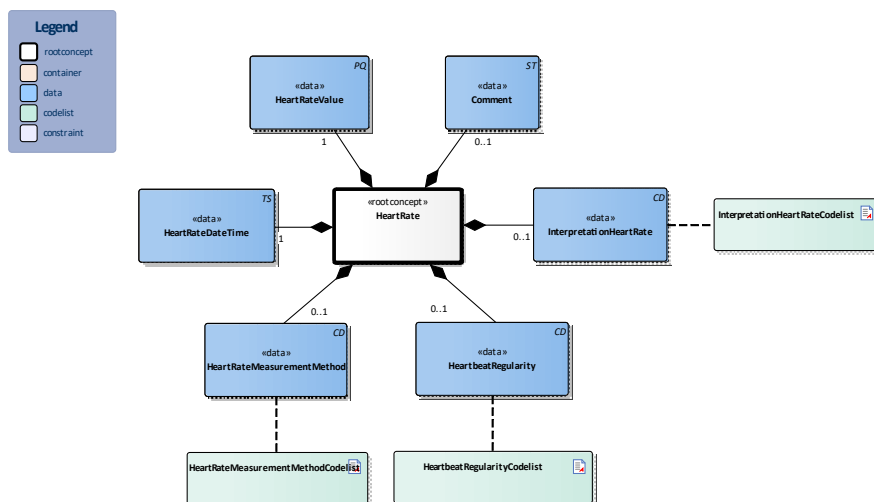 Legend
rootconcept
container
data
codelist
constraint
PQ
«data»
HeartRateValue
1
ST
«data»
Comment
0..1
TS
«data»
HeartRateDateTime
1
«rootconcept»
HeartRate
CD
«data»
InterpretationHeartRate
0..1
InterpretationHeartRateCodelist
0..1
CD
«data»
HeartRateMeasurementMethod
0..1
CD
«data»
HeartbeatRegularity
HeartRateMeasurementMethodCodelist
HeartbeatRegularityCodelist